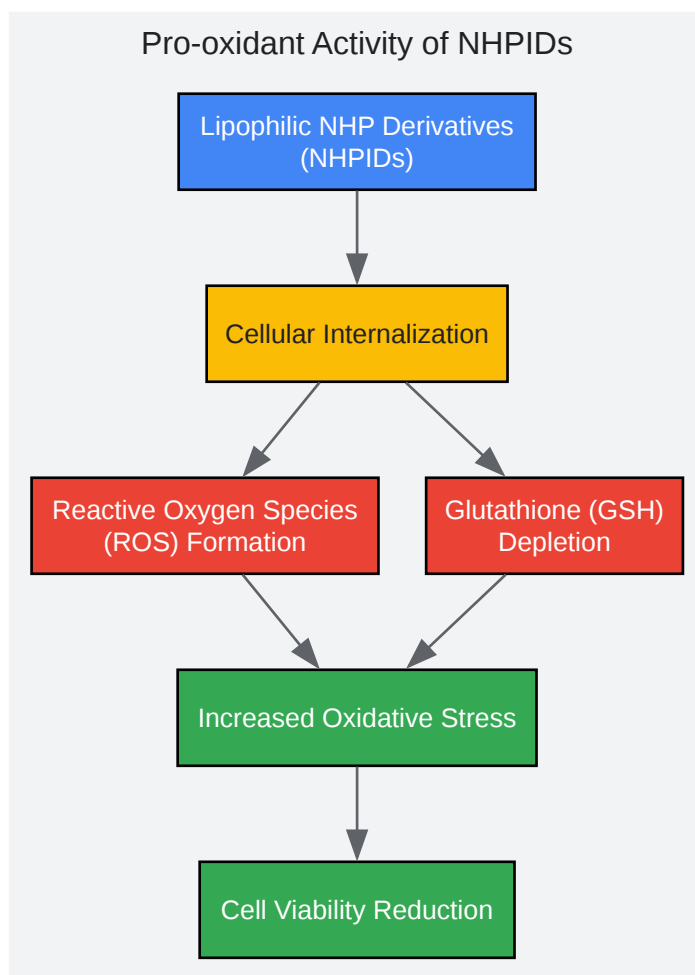 Pro-oxidant Activity of NHPIDs
Lipophilic NHP Derivatives
(NHPIDs)
Cellular Internalization
Reactive Oxygen Species
(ROS) Formation
Glutathione (GSH)
Depletion
Increased Oxidative Stress
Cell Viability Reduction